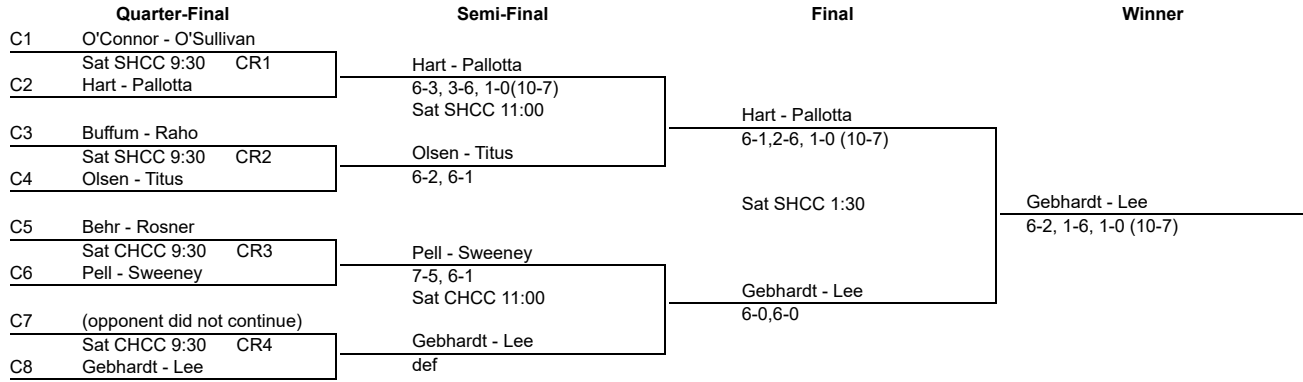 Quarter-Final Semi-Final Final Winner
C1 O'Connor - O'Sullivan
Sat SHCC 9:30 CR1
C2 Hart - Pallotta
C3 Buffum - Raho
Sat SHCC 9:30 CR2
C4 Olsen - Titus
C5 Behr - Rosner
Sat CHCC 9:30 CR3
C6 Pell - Sweeney
C7 (opponent did not continue)
Sat CHCC 9:30 CR4
C8 Gebhardt - Lee
Hart - Pallotta
6-3, 3-6, 1-0(10-7)
Sat SHCC 11:00
Olsen - Titus
6-2, 6-1
Pell - Sweeney
7-5, 6-1
Sat CHCC 11:00
Gebhardt - Lee
def
Hart - Pallotta
6-1,2-6, 1-0 (10-7)
Sat SHCC 1:30
Gebhardt - Lee
6-0,6-0
Gebhardt - Lee
6-2, 1-6, 1-0 (10-7)